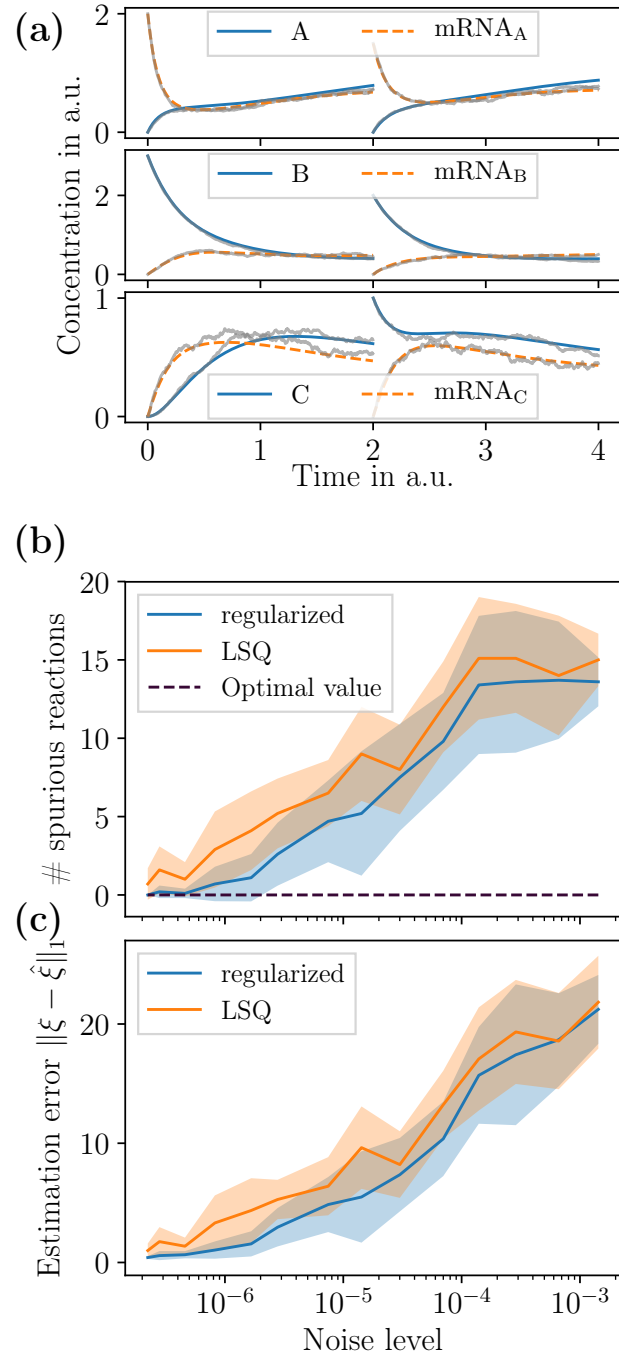 (a)
Concentration in a.u.
2
0
A
mRNA_A
2
0
B
mRNA_B
1
0
C
mRNA_C
0 1 2 3 4
Time in a.u.
(b)
# spurious reactions
20
15
10
5
0
regularized
LSQ
Optimal value
(c)
Estimation error ‖ξ − ξ̂‖₁
20
10
0
regularized
LSQ
10⁻⁶ 10⁻⁵ 10⁻⁴ 10⁻³
Noise level